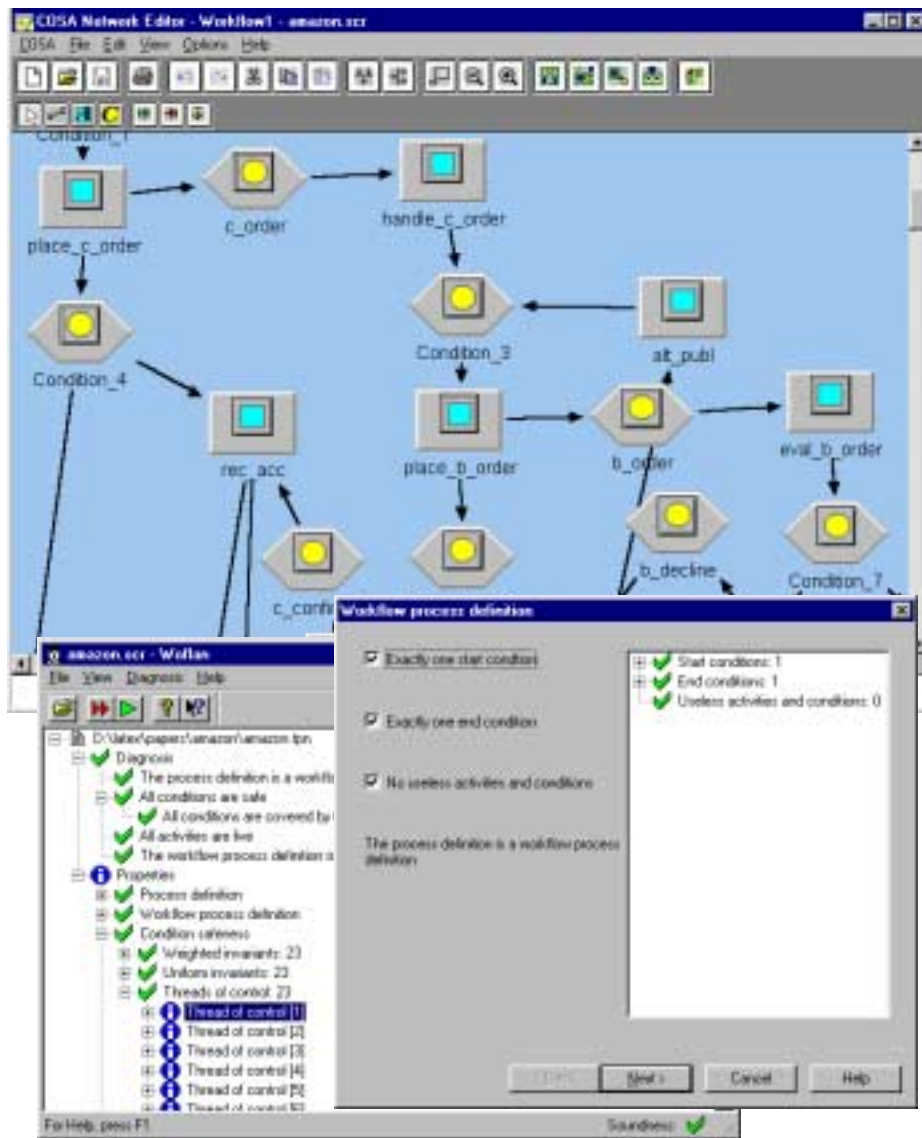 COSA Network Editor - Workflow1 - amazon.scr
COSA File Edit View Options Help
Condition_1
place_c_order
c_order
handle_c_order
Condition_4
Condition_3
alt_publ
rec_acc
place_b_order
b_order
eval_b_order
b_decline
Condition_7
c_confir
amazon.scr - Woflan
File View Diagnosis Help
D:\latex\papers\amazon\amazon.tpn
Diagnosis
The process definition is a workfl
All conditions are safe
All conditions are covered by
All activities are live
The workflow process definition is
Properties
Process definition
Workflow process definition
Condition safeness
Weighted invariants: 23
Uniform invariants: 23
Threads of control: 23
Thread of control [1]
Thread of control [2]
Thread of control [3]
Thread of control [4]
Thread of control [5]
Thread of control [6]
For Help, press F1
Soundness:
Workflow process definition
Exactly one start condition
Exactly one end condition
No useless activities and conditions
The process definition is a workflow process
definition
Start conditions: 1
End conditions: 1
Useless activities and conditions: 0
Next >
Cancel
Help